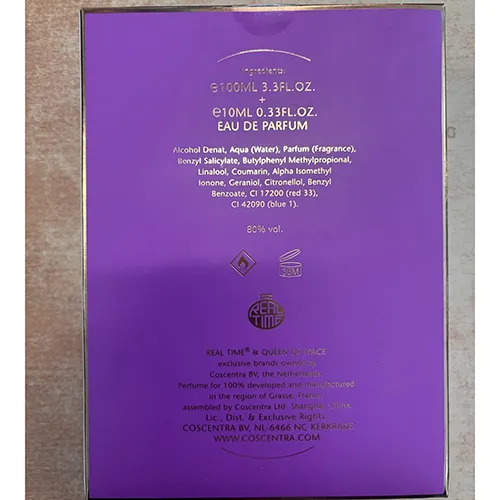 Ingredients:
e100ML 3.3FL.OZ.
+
e10ML 0.33FL.OZ.
EAU DE PARFUM
Alcohol Denat, Aqua (Water), Parfum (Fragrance),
Benzyl Salicylate, Butylphenyl Methylpropional,
Linalool, Coumarin, Alpha Isomethyl
Ionone, Geraniol, Citronellol, Benzyl
Benzoate, CI 17200 (red 33),
CI 42090 (blue 1).
80% vol.
36M
REAL
TIME
REAL TIME® & QUEEN OF SPACE
exclusive brands owned by
Coscentra BV, the Netherlands.
Perfume for 100% developed and manufactured
in the region of Grasse, France,
assembled by Coscentra Ltd. Shanghai, China.
Lic., Dist. & Exclusive Rights
COSCENTRA BV, NL-6466 NC KERKRADE
WWW.COSCENTRA.COM